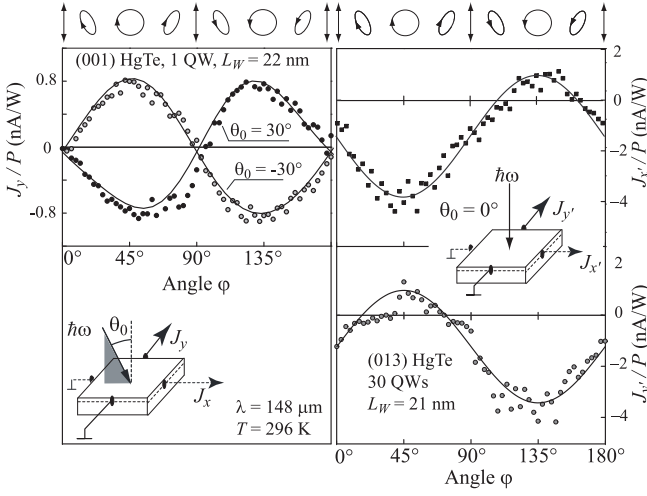 (001) HgTe, 1 QW, L_W = 22 nm
J_y / P (nA/W)
0.8
0
-0.8
θ_0 = 30°
θ_0 = -30°
0° 45° 90° 135°
Angle φ
ħω
θ_0
J_y
J_x
λ = 148 μm
T = 296 K
J_x' / P (nA/W)
2
0
−2
−4
ħω
θ_0 = 0°
J_y'
J_x'
J_y' / P (nA/W)
2
0
−2
−4
(013) HgTe
30 QWs
L_W = 21 nm
0° 45° 90° 135° 180°
Angle φ